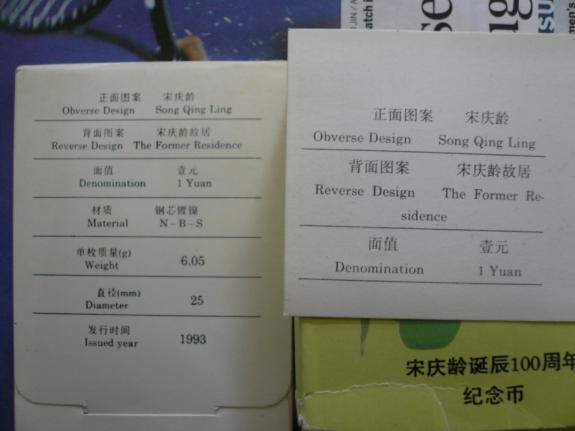 正面图案 宋庆龄
Obverse Design Song Qing Ling
背面图案 宋庆龄故居
Reverse Design The Former Residence
面值 壹元
Denomination 1 Yuan
材质 钢芯镀镍
Material N-B-S
单枚质量(g)
Weight 6.05
直径(mm)
Diameter 25
发行时间
Issued year 1993
正面图案 宋庆龄
Obverse Design Song Qing Ling
背面图案 宋庆龄故居
Reverse Design The Former Re-
sidence
面值 壹元
Denomination 1 Yuan
宋庆龄诞辰100周年
纪念币